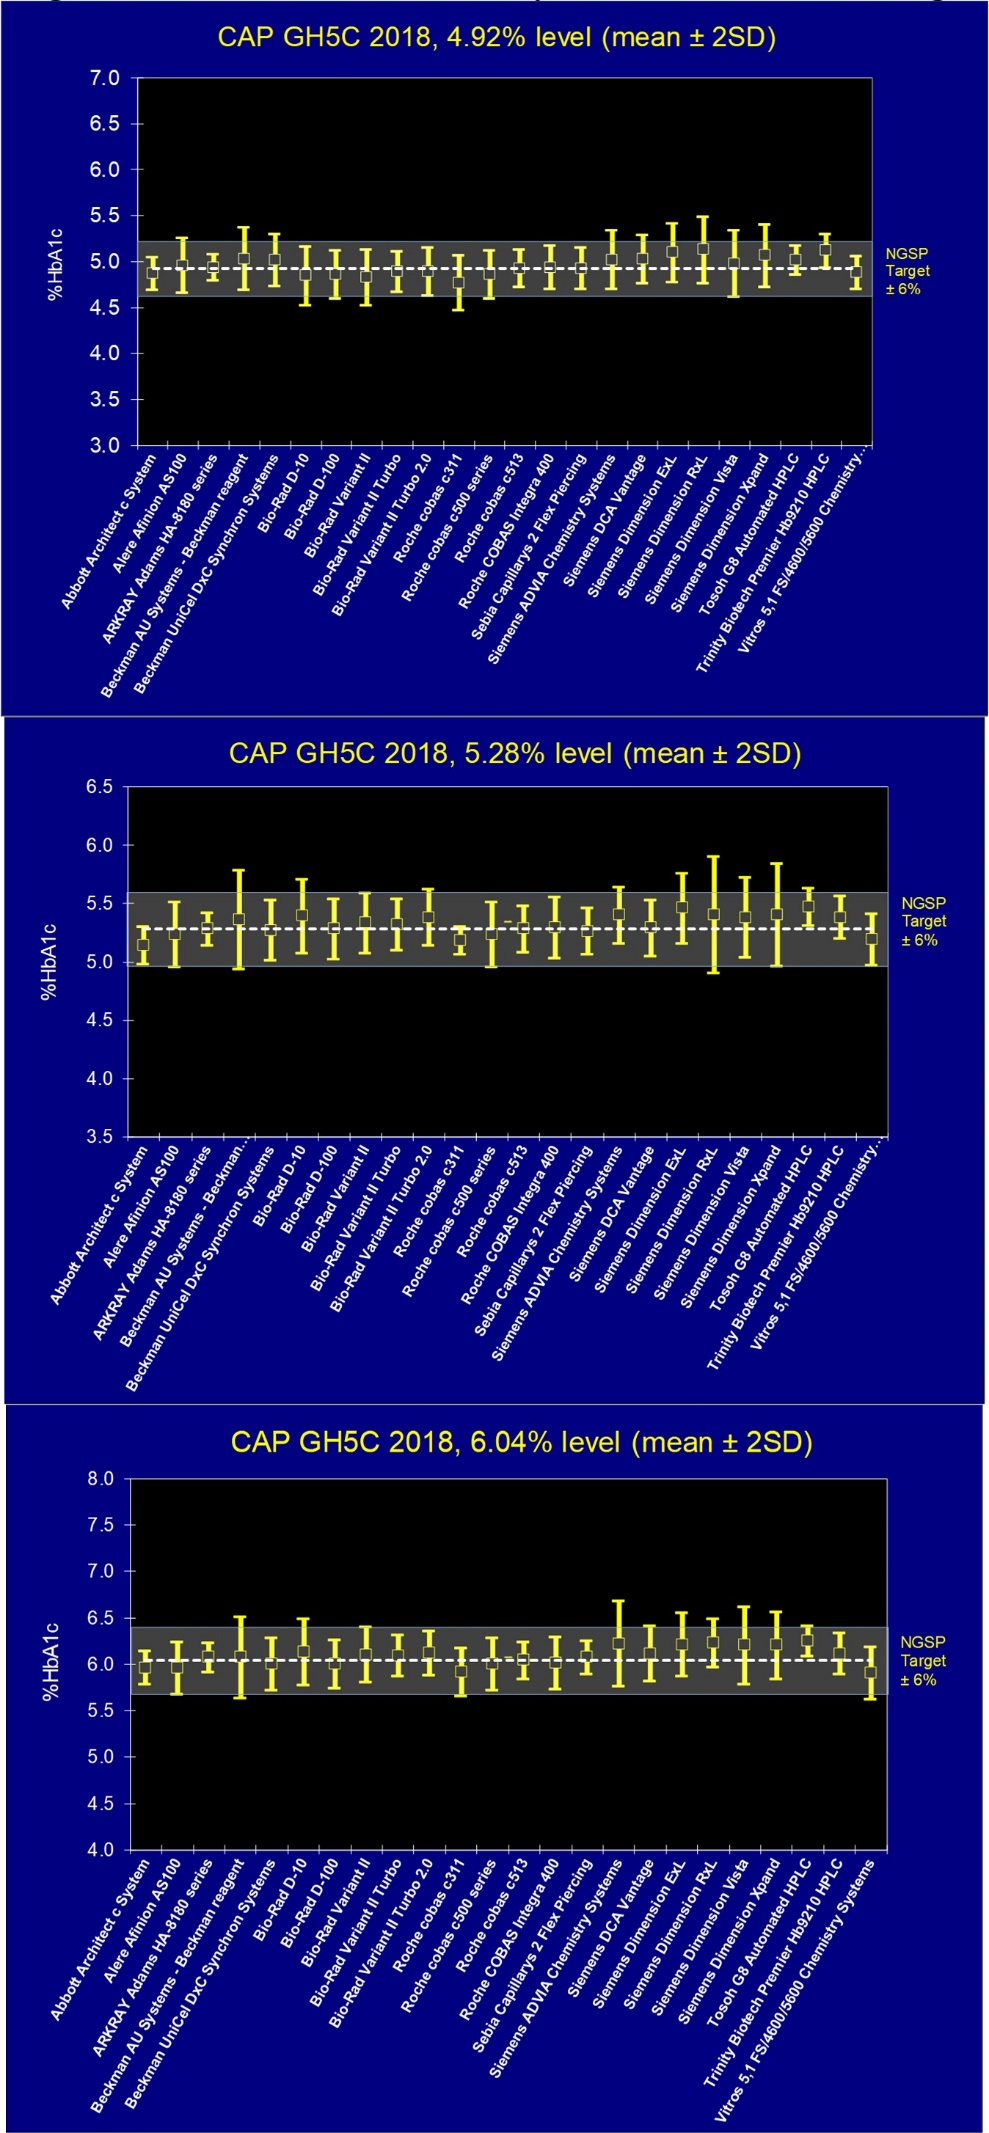 CAP GH5C 2018, 4.92% level (mean ± 2SD)
7.0
6.5
6.0
5.5
5.0
4.5
4.0
3.5
3.0
%HbA1c
NGSP
Target
± 6%
Abbott Architect c System
Alere Afinion AS100
ARKRAY Adams HA-8180 series
Beckman AU Systems - Beckman reagent
Beckman UniCel DxC Synchron Systems
Bio-Rad D-10
Bio-Rad D-100
Bio-Rad Variant II
Bio-Rad Variant II Turbo
Bio-Rad Variant II Turbo 2.0
Roche cobas c311
Roche cobas c500 series
Roche cobas c513
Roche COBAS Integra 400
Sebia Capillarys 2 Flex Piercing
Siemens ADVIA Chemistry Systems
Siemens DCA Vantage
Siemens Dimension ExL
Siemens Dimension RxL
Siemens Dimension Vista
Siemens Dimension Xpand
Tosoh G8 Automated HPLC
Trinity Biotech Premier Hb9210 HPLC
Vitros 5,1 FS/4600/5600 Chemistry...
CAP GH5C 2018, 5.28% level (mean ± 2SD)
6.5
6.0
5.5
5.0
4.5
4.0
3.5
%HbA1c
NGSP
Target
± 6%
Abbott Architect c System
Alere Afinion AS100
ARKRAY Adams HA-8180 series
Beckman AU Systems - Beckman...
Beckman UniCel DxC Synchron Systems
Bio-Rad D-10
Bio-Rad D-100
Bio-Rad Variant II
Bio-Rad Variant II Turbo
Bio-Rad Variant II Turbo 2.0
Roche cobas c311
Roche cobas c500 series
Roche cobas c513
Roche COBAS Integra 400
Sebia Capillarys 2 Flex Piercing
Siemens ADVIA Chemistry Systems
Siemens DCA Vantage
Siemens Dimension ExL
Siemens Dimension RxL
Siemens Dimension Vista
Siemens Dimension Xpand
Tosoh G8 Automated HPLC
Trinity Biotech Premier Hb9210 HPLC
Vitros 5,1 FS/4600/5600 Chemistry...
CAP GH5C 2018, 6.04% level (mean ± 2SD)
8.0
7.5
7.0
6.5
6.0
5.5
5.0
4.5
4.0
%HbA1c
NGSP
Target
± 6%
Abbott Architect c System
Alere Afinion AS100
ARKRAY Adams HA-8180 series
Beckman AU Systems - Beckman reagent
Beckman UniCel DxC Synchron Systems
Bio-Rad D-10
Bio-Rad D-100
Bio-Rad Variant II
Bio-Rad Variant II Turbo
Bio-Rad Variant II Turbo 2.0
Roche cobas c311
Roche cobas c500 series
Roche cobas c513
Roche COBAS Integra 400
Sebia Capillarys 2 Flex Piercing
Siemens ADVIA Chemistry Systems
Siemens DCA Vantage
Siemens Dimension ExL
Siemens Dimension RxL
Siemens Dimension Vista
Siemens Dimension Xpand
Tosoh G8 Automated HPLC
Trinity Biotech Premier Hb9210 HPLC
Vitros 5,1 FS/4600/5600 Chemistry Systems